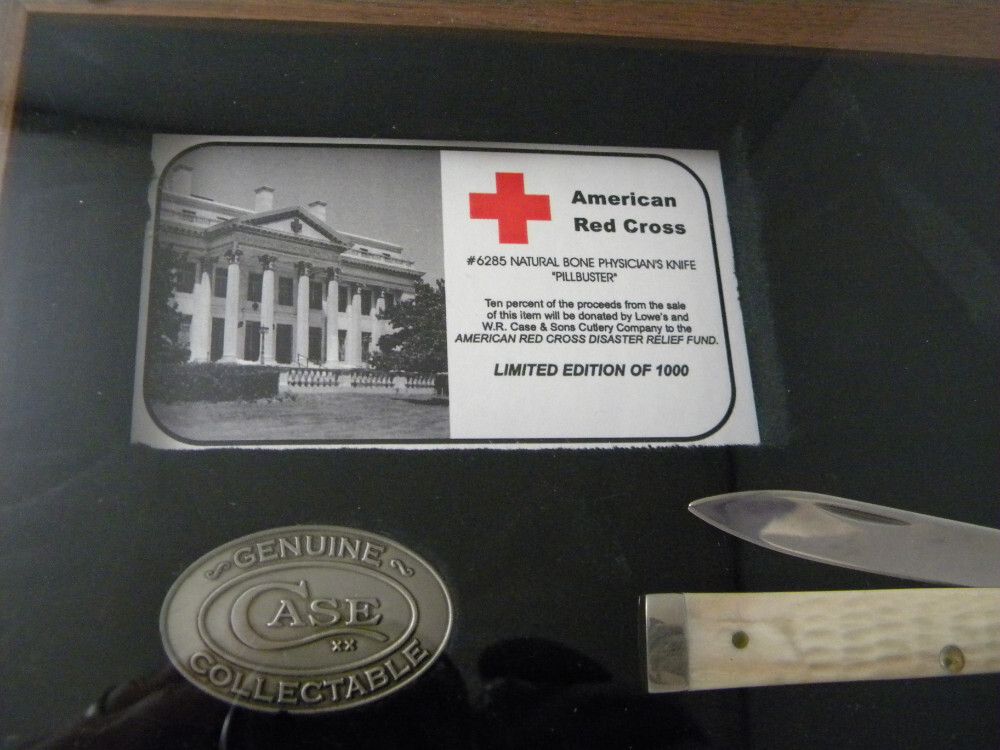 American
Red Cross
#6285 NATURAL BONE PHYSICIAN'S KNIFE
"PILLBUSTER"
Ten percent of the proceeds from the sale
of this item will be donated by Lowe's and
W.R. Case & Sons Cutlery Company to the
AMERICAN RED CROSS DISASTER RELIEF FUND.
LIMITED EDITION OF 1000
~ GENUINE ~
CASE
XX
COLLECTABLE